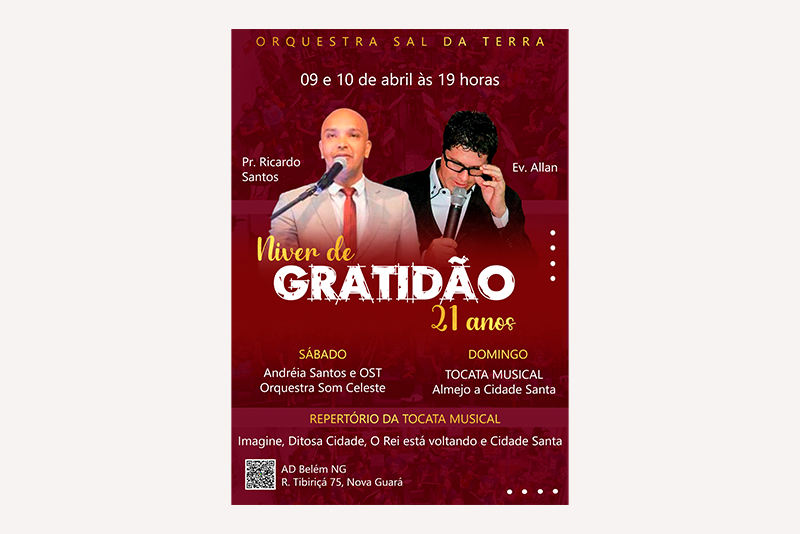 ORQUESTRA SAL DA TERRA
09 e 10 de abril às 19 horas
Pr. Ricardo
Santos
Ev. Allan
Niver de
GRATIDÃO
21 anos
SÁBADO
Andréia Santos e OST
Orquestra Som Celeste
DOMINGO
TOCATA MUSICAL
Almejo a Cidade Santa
REPERTÓRIO DA TOCATA MUSICAL
Imagine, Ditosa Cidade, O Rei está voltando e Cidade Santa
AD Belém NG
R. Tibiriçá 75, Nova Guará